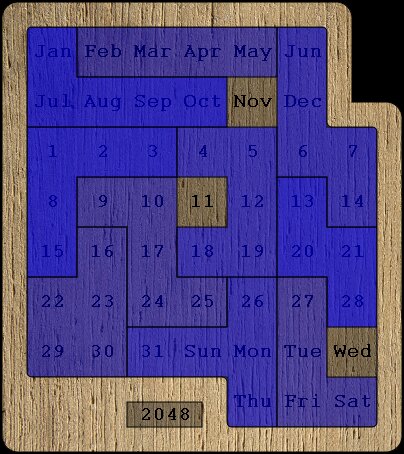 Jan Feb Mar Apr May Jun
Jul Aug Sep Oct Nov Dec
1 2 3 4 5 6 7
8 9 10 11 12 13 14
15 16 17 18 19 20 21
22 23 24 25 26 27 28
29 30 31 Sun Mon Tue Wed
Thu Fri Sat
2048